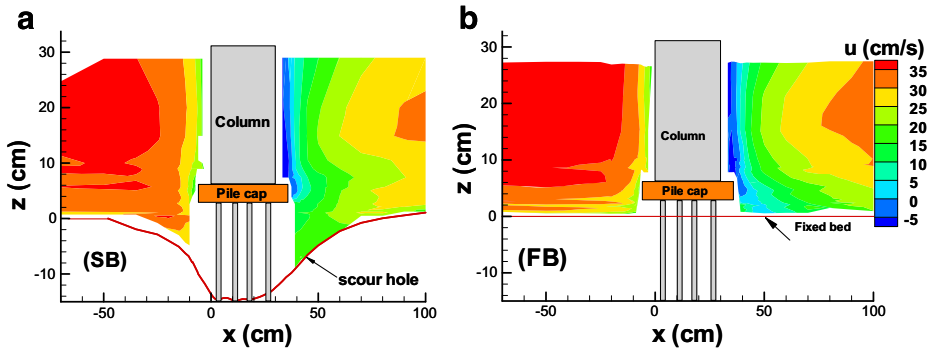 a
z (cm)
30
20
10
0
-10
Column
Pile cap
(SB)
scour hole
-50
0
50
100
x (cm)
b
z (cm)
30
20
10
0
-10
Column
Pile cap
Fixed bed
(FB)
-50
0
50
100
x (cm)
u (cm/s)
35
30
25
20
15
10
5
0
-5